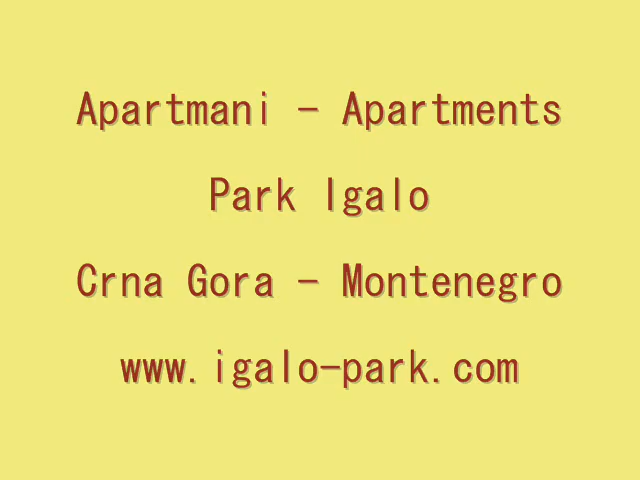 Apartmani - Apartments
Park Igalo
Crna Gora - Montenegro
www.igalo-park.com